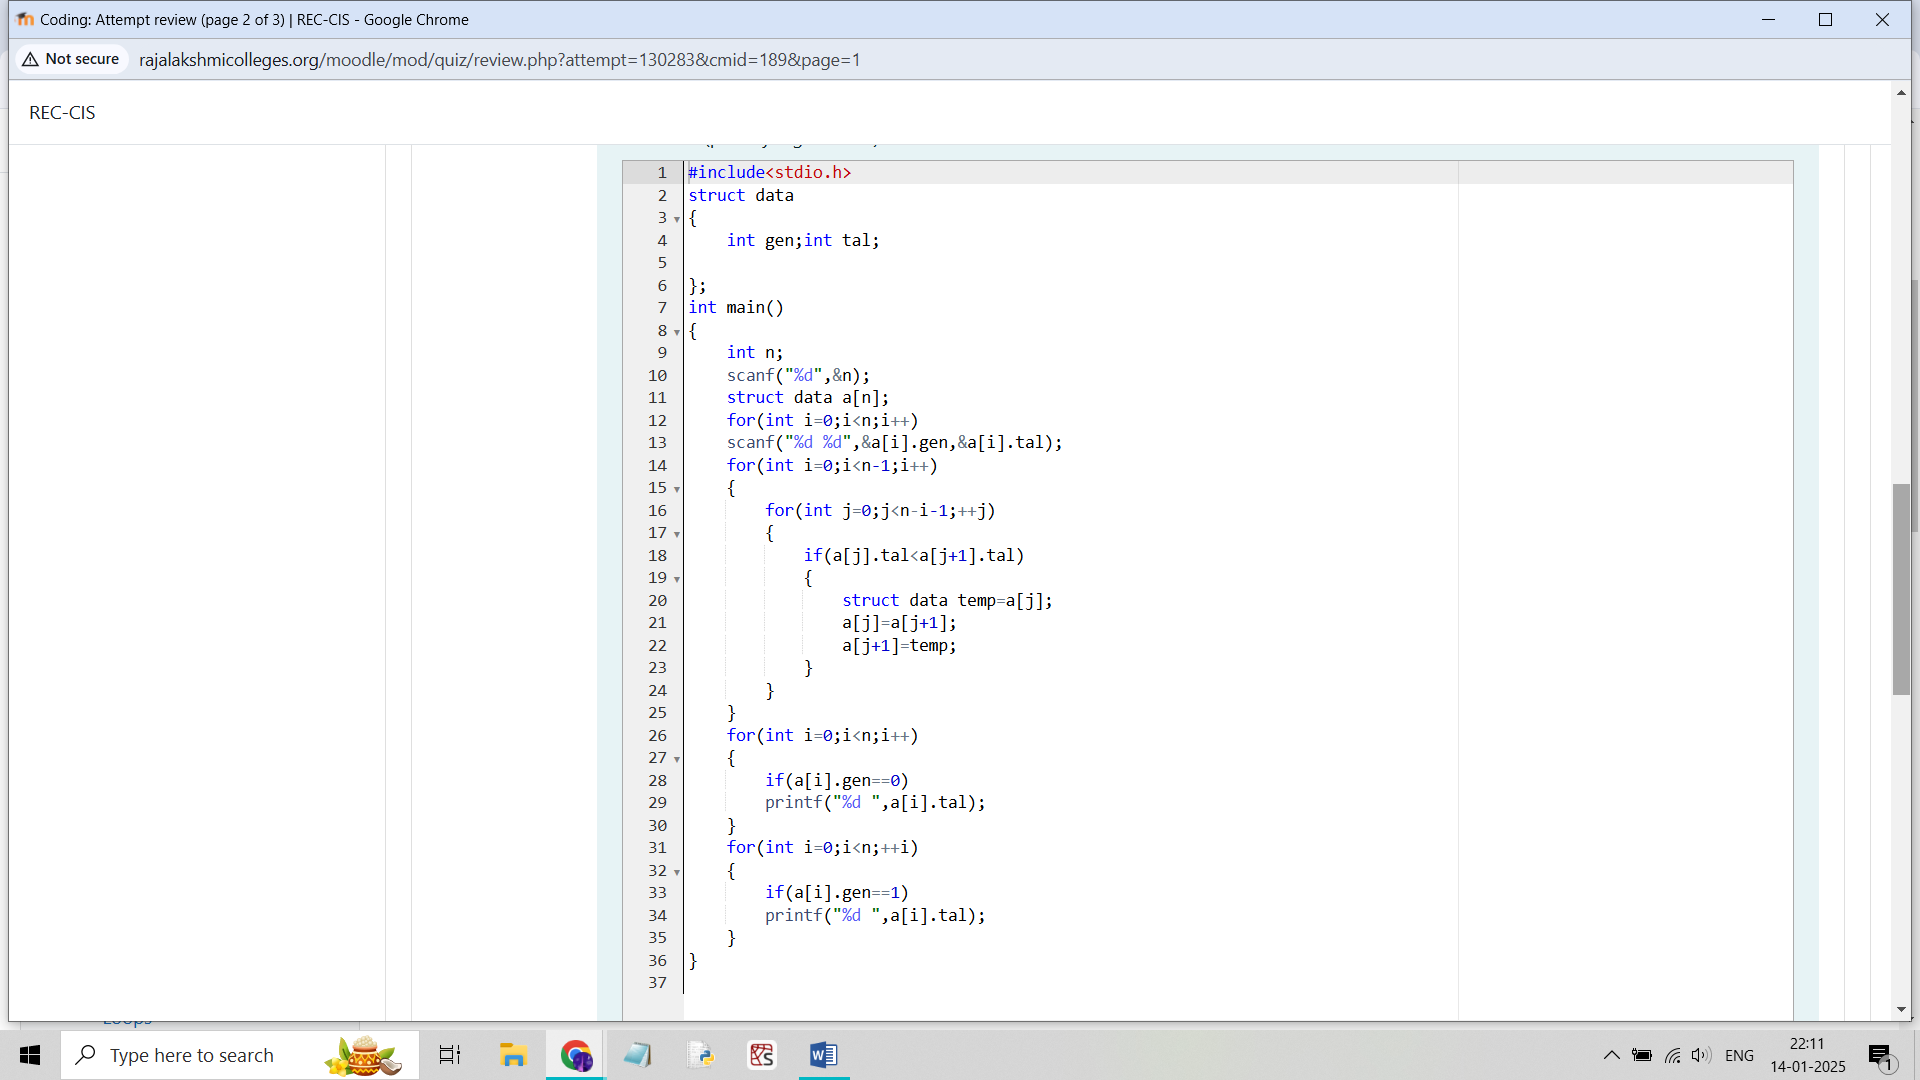 Coding: Attempt review (page 2 of 3) | REC-CIS - Google Chrome
Not secure
rajalakshmicolleges.org/moodle/mod/quiz/review.php?attempt=130283&cmid=189&page=1
REC-CIS
1 #include<stdio.h>
2 struct data
3 {
4     int gen;int tal;
5
6 };
7 int main()
8 {
9     int n;
10     scanf("%d",&n);
11     struct data a[n];
12     for(int i=0;i<n;i++)
13     scanf("%d %d",&a[i].gen,&a[i].tal);
14     for(int i=0;i<n-1;i++)
15     {
16         for(int j=0;j<n-i-1;++j)
17         {
18             if(a[j].tal<a[j+1].tal)
19             {
20                 struct data temp=a[j];
21                 a[j]=a[j+1];
22                 a[j+1]=temp;
23             }
24         }
25     }
26     for(int i=0;i<n;i++)
27     {
28         if(a[i].gen==0)
29         printf("%d ",a[i].tal);
30     }
31     for(int i=0;i<n;++i)
32     {
33         if(a[i].gen==1)
34         printf("%d ",a[i].tal);
35     }
36 }
37
Type here to search
ENG
22:11
14-01-2025
1